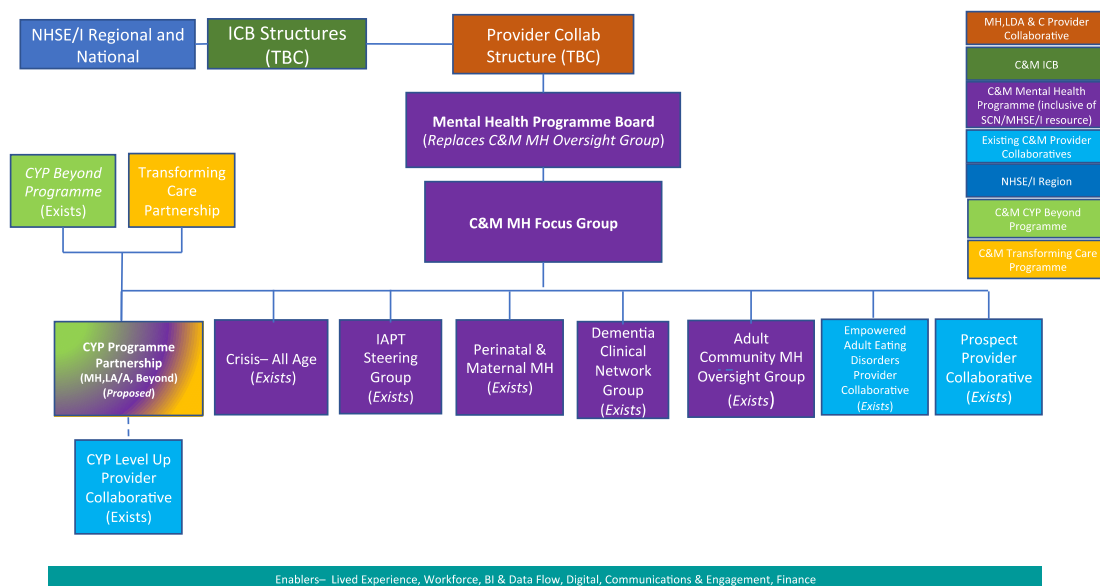 NHSE/I Regional and
National
ICB Structures
(TBC)
Provider Collab
Structure (TBC)
MH,LDA & C Provider
Collaborative
C&M ICB
C&M Mental Health
Programme (inclusive of
SCN/MHSE/I resource)
Existing C&M Provider
Collaboratives
NHSE/I Region
C&M CYP Beyond
Programme
C&M Transforming Care
Programme
Mental Health Programme Board
(Replaces C&M MH Oversight Group)
CYP Beyond
Programme
(Exists)
Transforming
Care
Partnership
C&M MH Focus Group
CYP Programme
Partnership
(MH,LA/A, Beyond)
(Proposed)
Crisis– All Age
(Exists)
IAPT
Steering
Group
(Exists)
Perinatal &
Maternal MH
(Exists)
Dementia
Clinical
Network
Group
(Exists)
Adult
Community MH
Oversight Group
(Exists)
Empowered
Adult Eating
Disorders
Provider
Collaborative
(Exists)
Prospect
Provider
Collaborative
(Exists)
CYP Level Up
Provider
Collaborative
(Exists)
Enablers– Lived Experience, Workforce, BI & Data Flow, Digital, Communications & Engagement, Finance